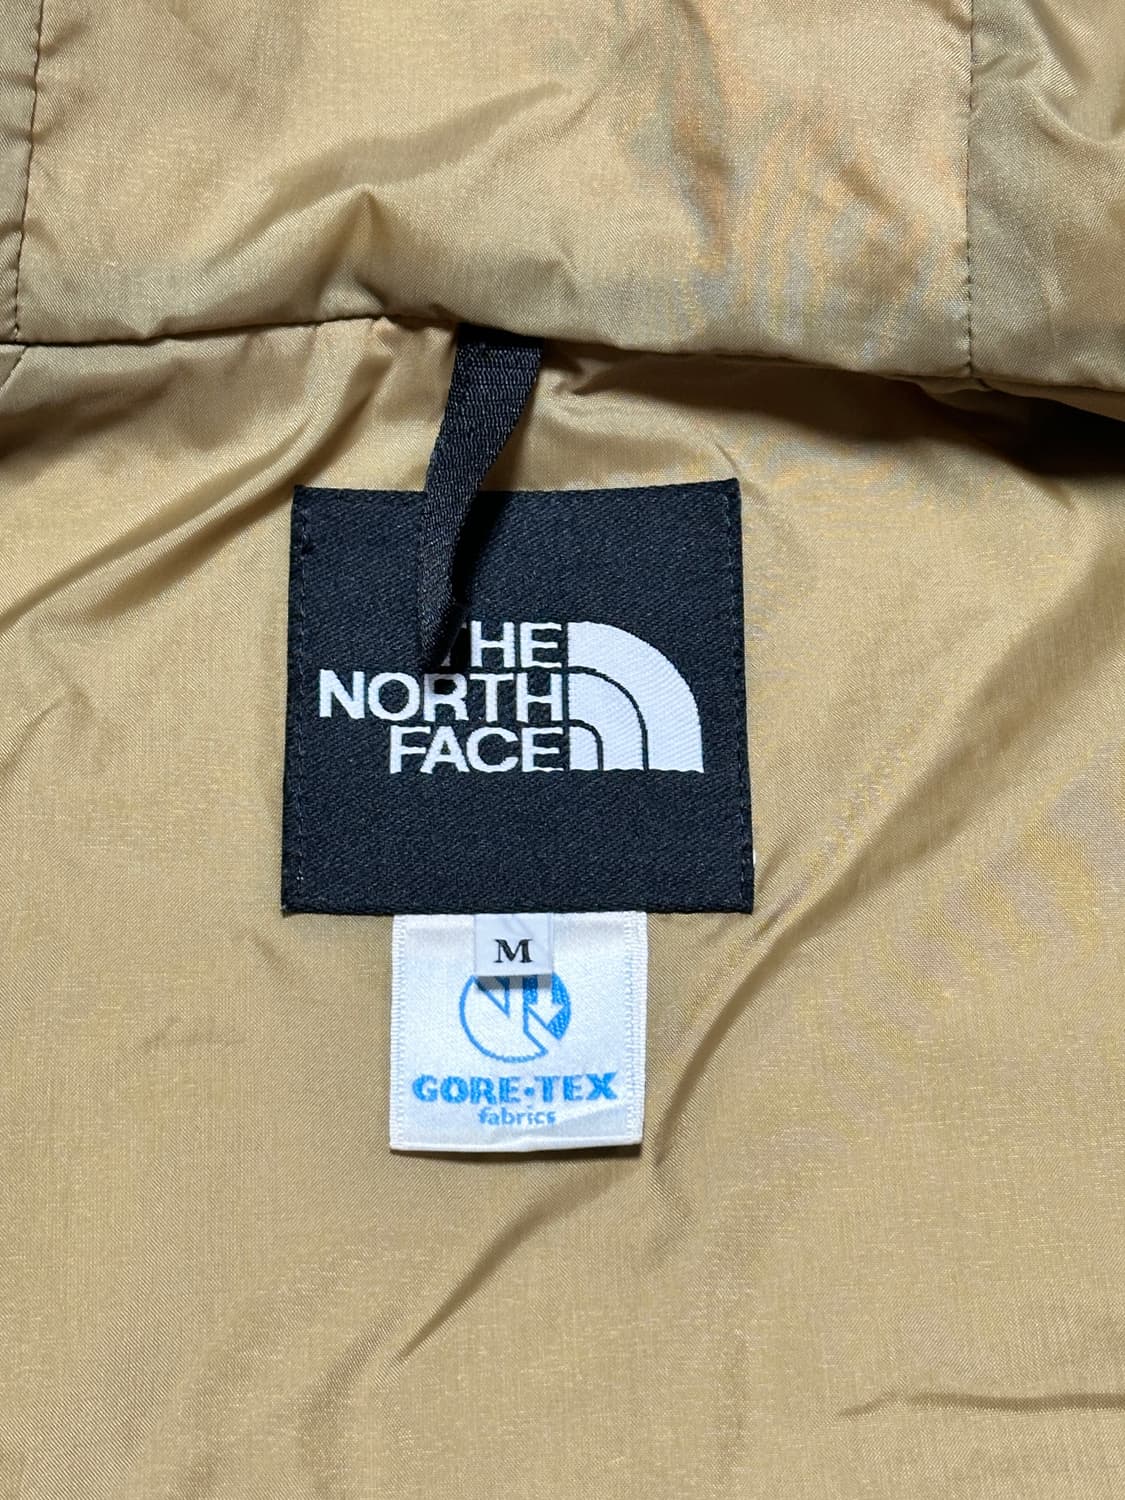 THE
NORTH
FACE
M
GORE-TEX
fabrics